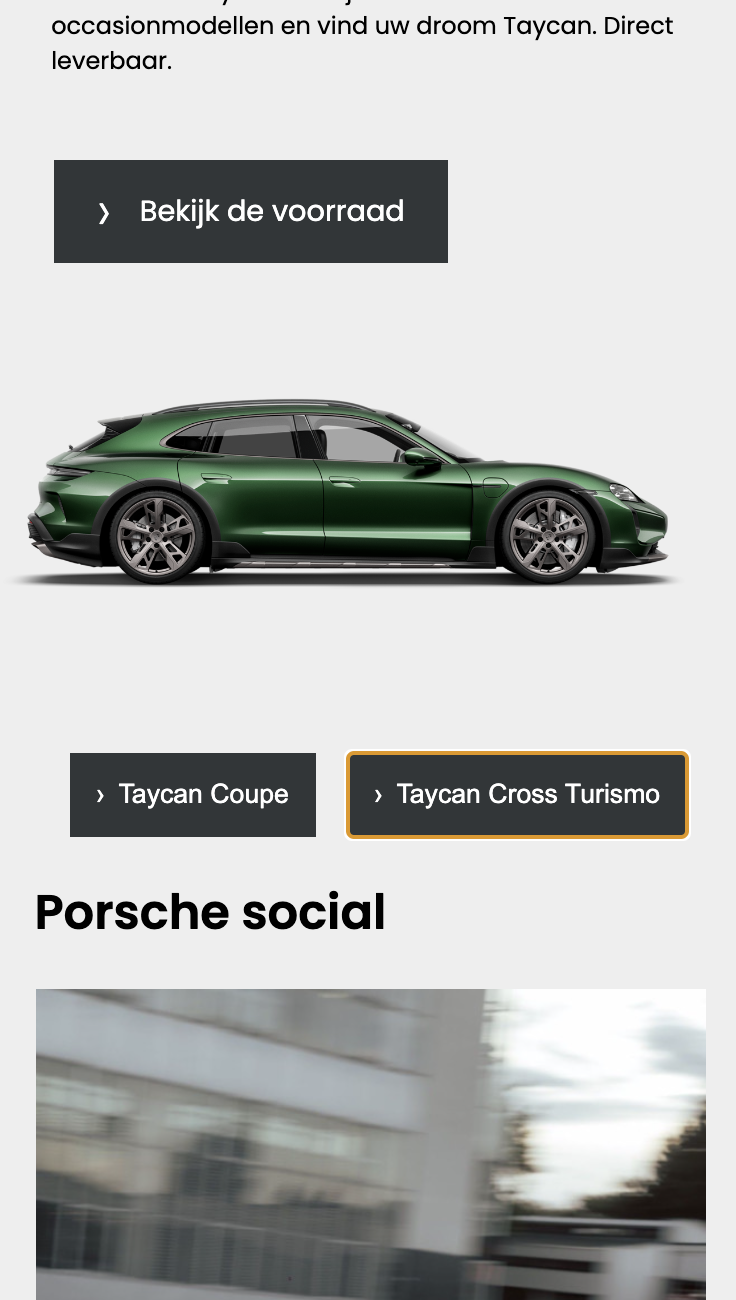 occasionmodellen en vind uw droom Taycan. Direct
leverbaar.
› Bekijk de voorraad
› Taycan Coupe
› Taycan Cross Turismo
Porsche social